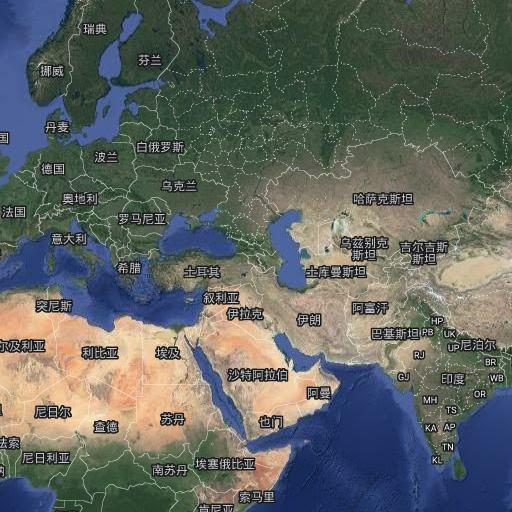 瑞典
芬兰
挪威
丹麦
国
白俄罗斯
波兰
德国
乌克兰
奥地利
哈萨克斯坦
法国
罗马尼亚
意大利
乌兹别克
斯坦
吉尔吉斯
斯坦
希腊
土耳其
土库曼斯坦
叙利亚
突尼斯
伊拉克
伊朗
阿富汗
HP
巴基斯坦
PB
UK
尔及利亚
利比亚
埃及
UP
尼泊尔
RJ
BR
沙特阿拉伯
GJ
印度
WB
阿曼
OR
MH
尼日尔
苏丹
TS
查德
也门
KA
AP
法索
TN
尼日利亚
南苏丹
埃塞俄比亚
KL
纳
索马里
肯尼亚